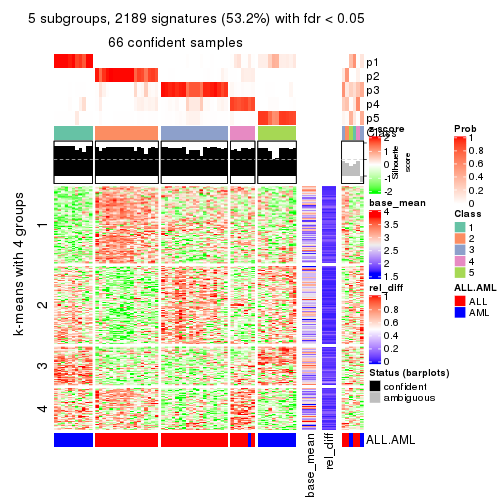 5 subgroups, 2189 signatures (53.2%) with fdr < 0.05
66 confident samples
p1
p2
p3
p4
p5
Class
Silhouette
score
k-means with 4 groups
1
2
3
4
base_mean
rel_diff
ALL.AML
z-score
2
1
0
-1
-2
base_mean
4
3.5
3
2.5
2
1.5
rel_diff
1
0.8
0.6
0.4
0.2
0
Status (barplots)
confident
ambiguous
Prob
1
0.8
0.6
0.4
0.2
0
Class
1
2
3
4
5
ALL.AML
ALL
AML